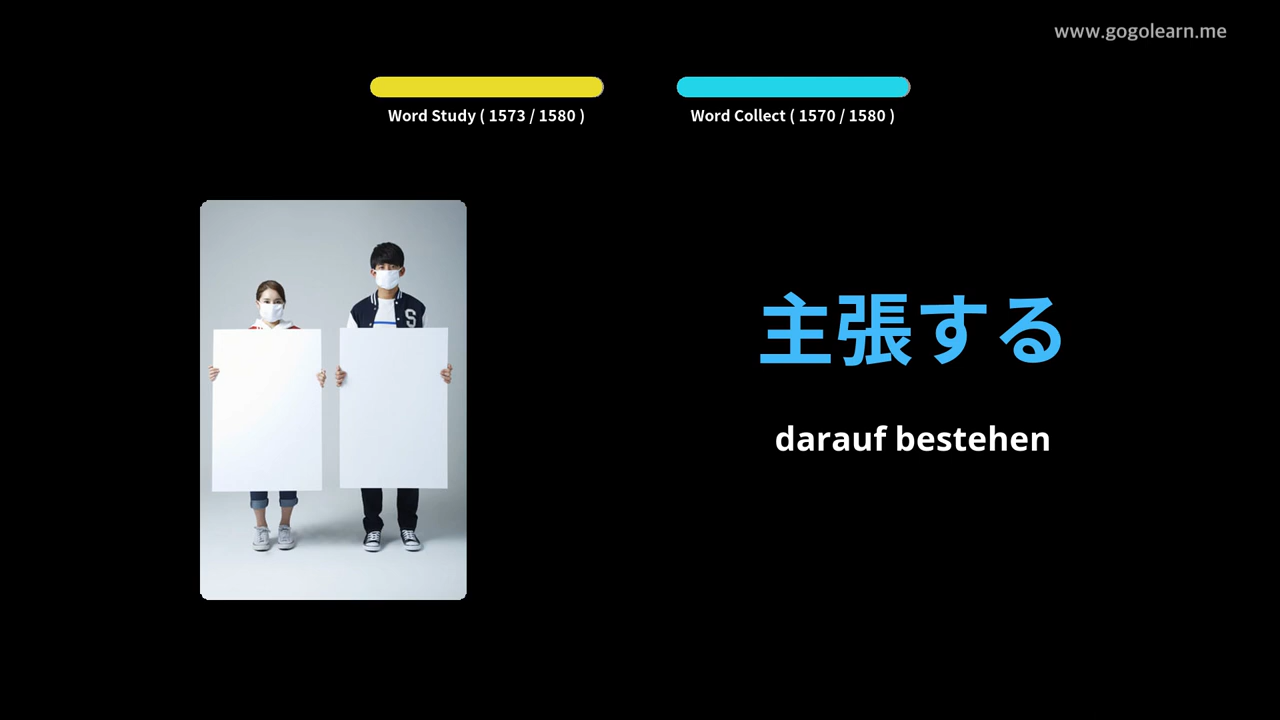 www.gogolearn.me
Word Study ( 1573 / 1580 )
Word Collect ( 1570 / 1580 )
S
主張する
darauf bestehen